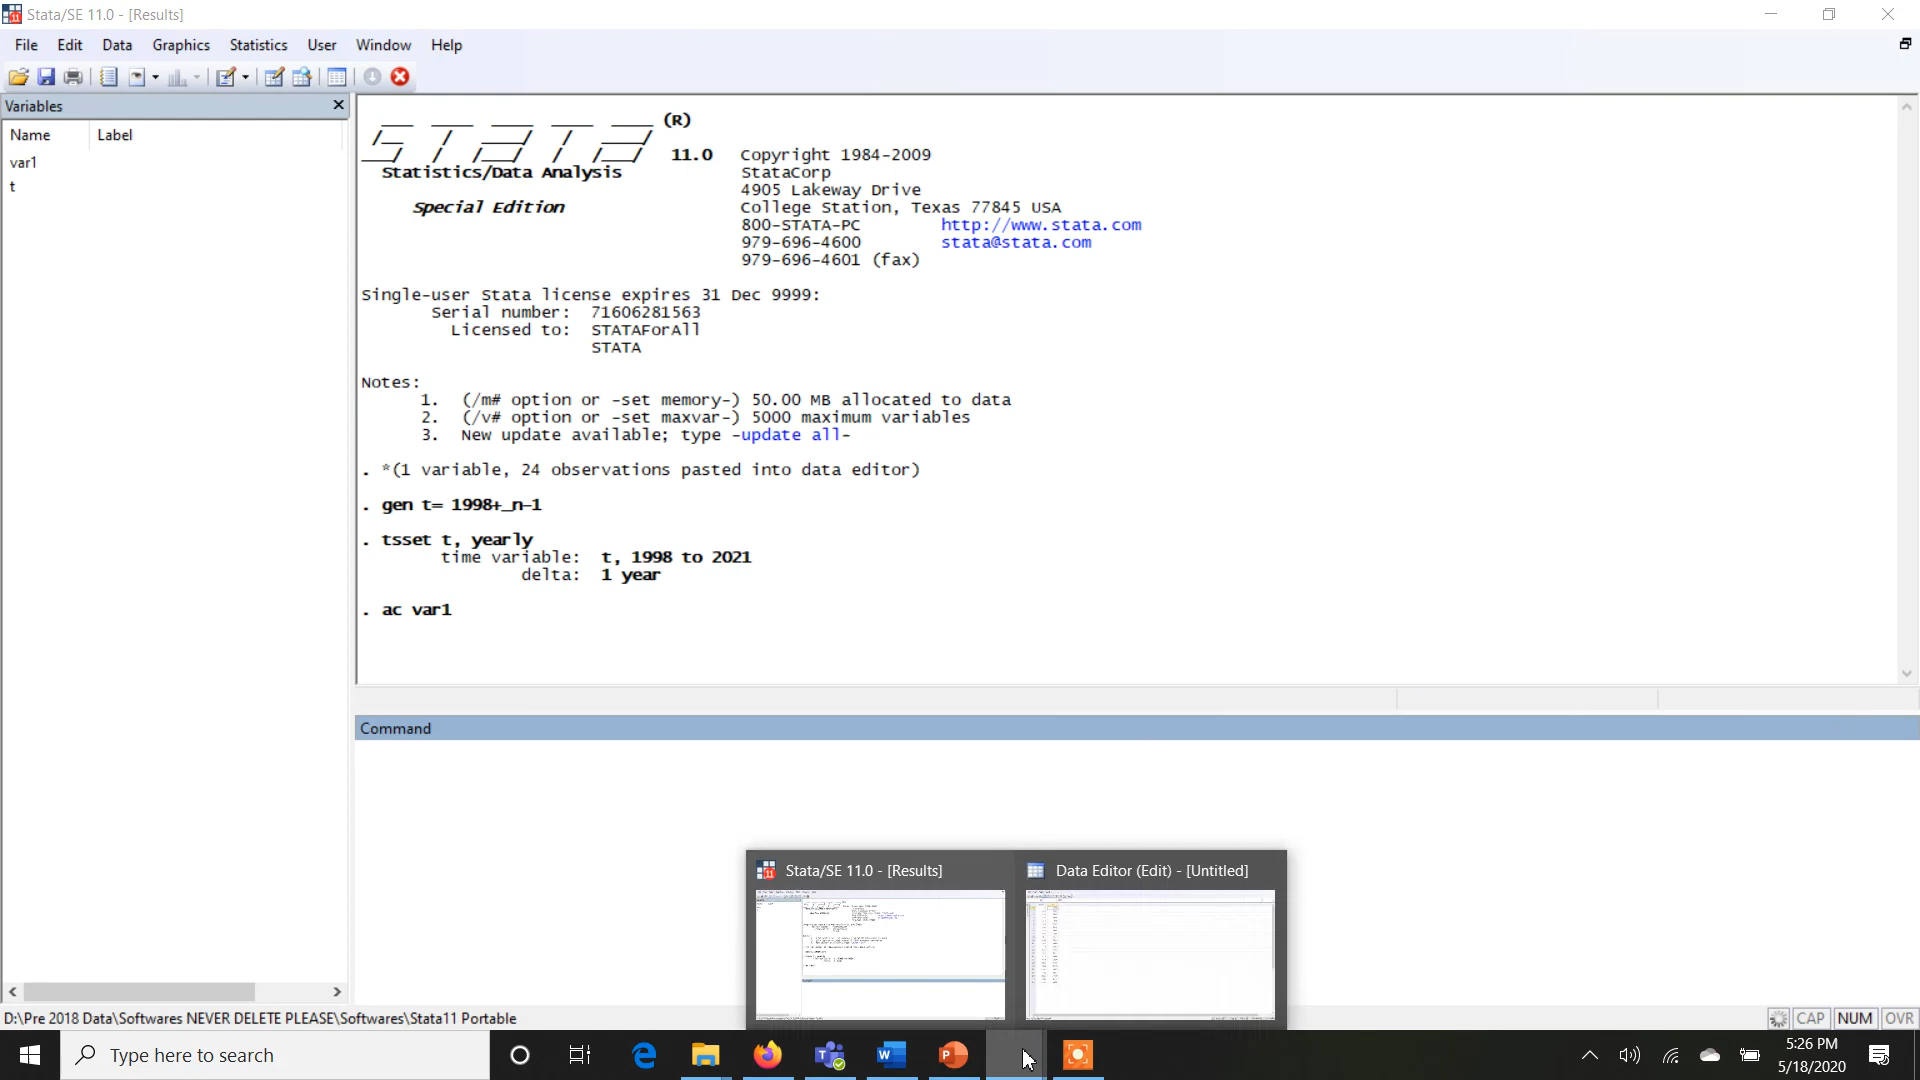 Stata/SE 11.0 - [Results]
File Edit Data Graphics Statistics User Window Help
Variables
Name Label
var1
t
STATA (R)
11.0 Copyright 1984-2009
Statistics/Data Analysis StataCorp
4905 Lakeway Drive
Special Edition College Station, Texas 77845 USA
800-STATA-PC http://www.stata.com
979-696-4600 stata@stata.com
979-696-4601 (fax)
Single-user Stata license expires 31 Dec 9999:
Serial number: 71606281563
Licensed to: STATAForAll
STATA
Notes:
1. (/m# option or -set memory-) 50.00 MB allocated to data
2. (/v# option or -set maxvar-) 5000 maximum variables
3. New update available; type -update all-
. *(1 variable, 24 observations pasted into data editor)
. gen t= 1998+_n-1
. tsset t, yearly
time variable: t, 1998 to 2021
delta: 1 year
. ac var1
Command
Stata/SE 11.0 - [Results] Data Editor (Edit) - [Untitled]
D:\Pre 2018 Data\Softwares NEVER DELETE PLEASE\Softwares\Stata11 Portable CAP NUM OVR
Type here to search
5:26 PM
5/18/2020